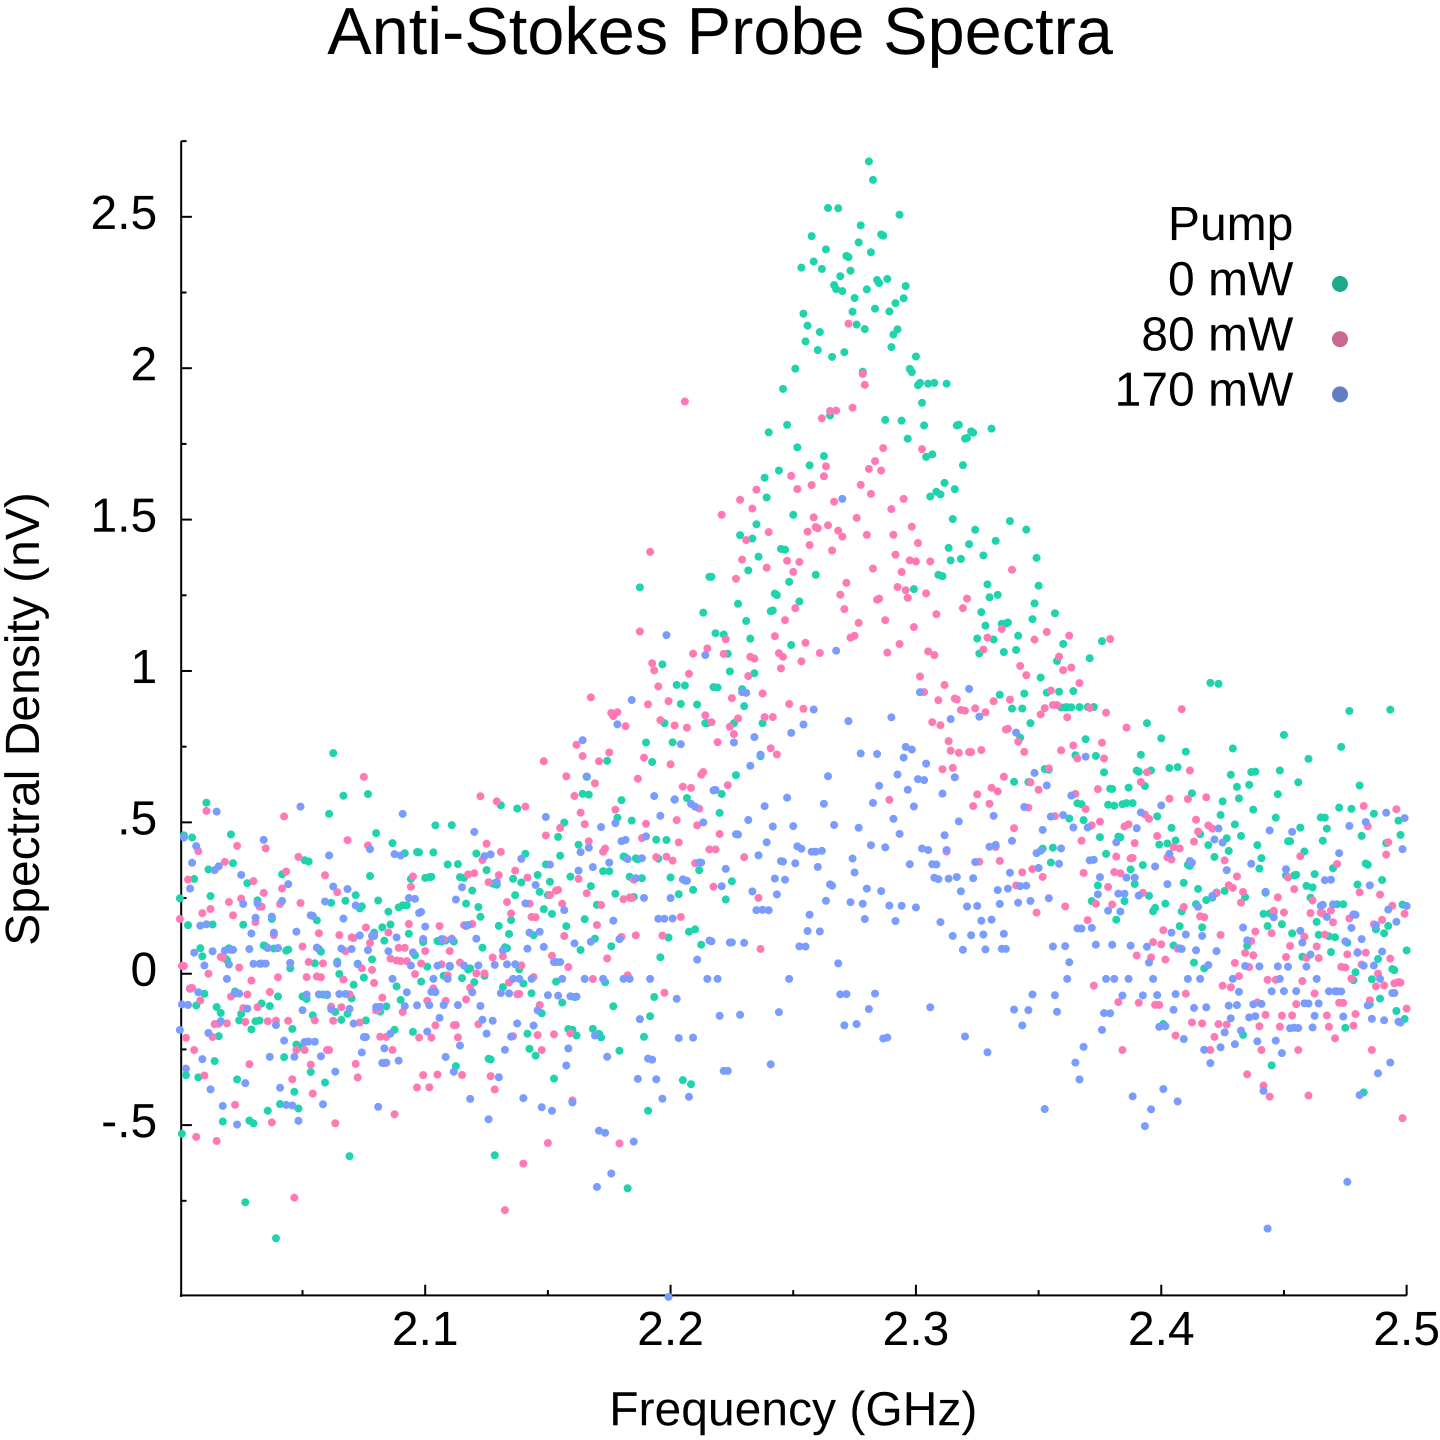 Anti-Stokes Probe Spectra
Pump
0 mW
80 mW
170 mW
2.5
2
1.5
1
.5
0
-.5
Spectral Density (nV)
2.1
2.2
2.3
2.4
2.5
Frequency (GHz)